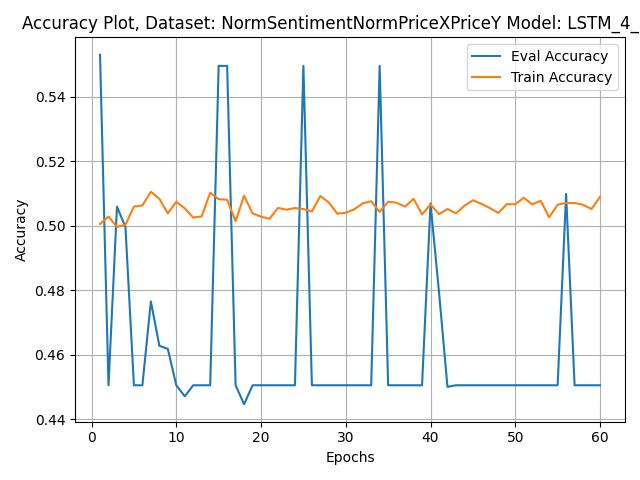 Accuracy Plot, Dataset: NormSentimentNormPriceXPriceY Model: LSTM_4_
Eval Accuracy
Train Accuracy
0.54
0.52
0.50
0.48
0.46
0.44
Accuracy
0 10 20 30 40 50 60
Epochs